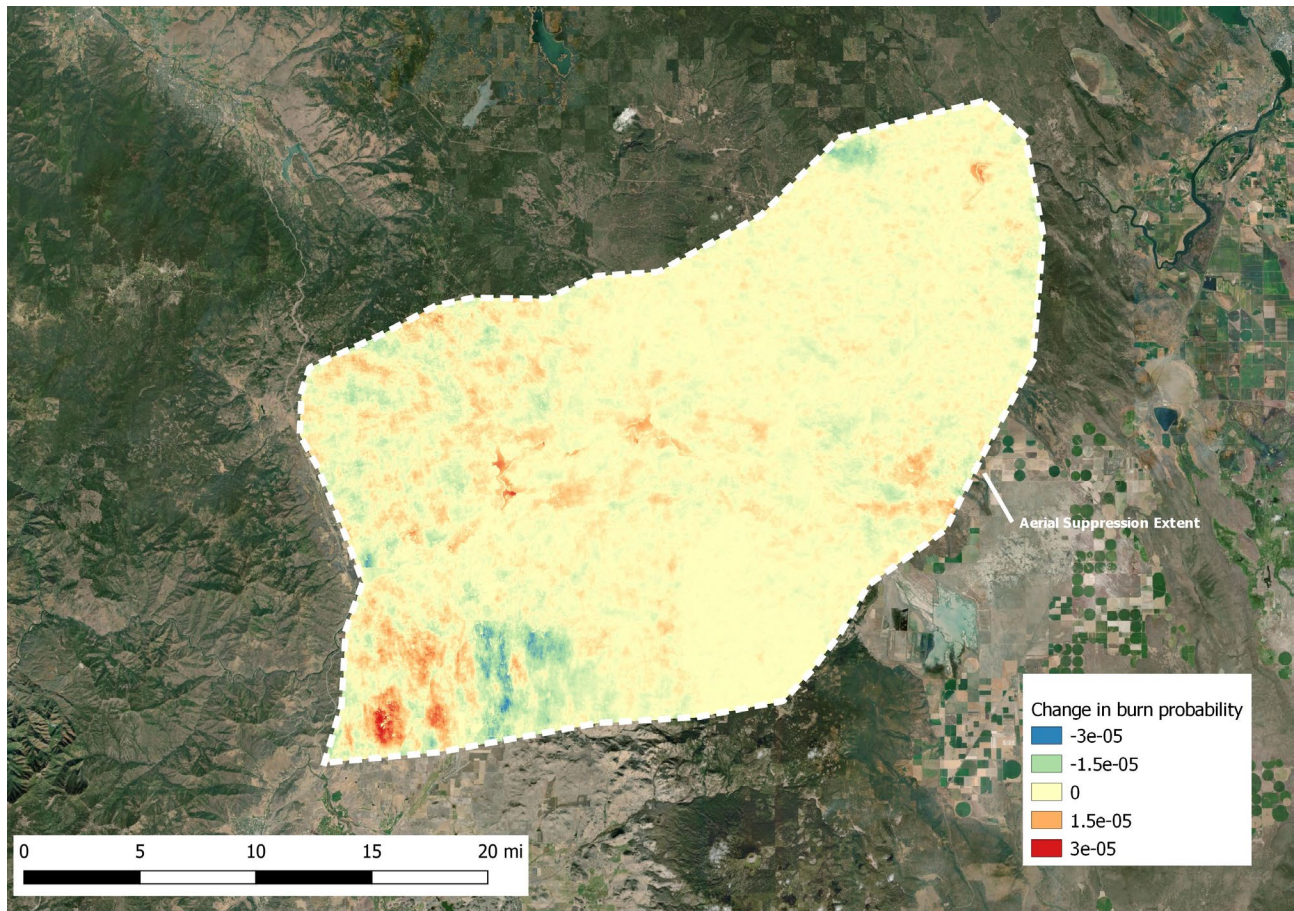 Aerial Suppression Extent
Change in burn probability
-3e-05
-1.5e-05
0
1.5e-05
3e-05
0 5 10 15 20 mi